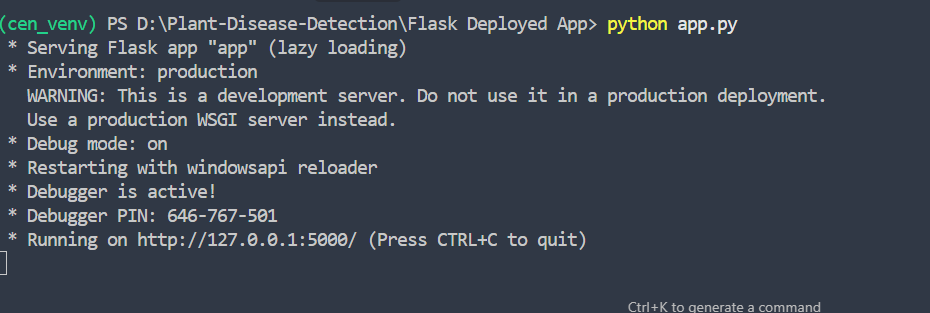 (cen_venv) PS D:\Plant-Disease-Detection\Flask Deployed App> python app.py
 * Serving Flask app "app" (lazy loading)
 * Environment: production
   WARNING: This is a development server. Do not use it in a production deployment.
   Use a production WSGI server instead.
 * Debug mode: on
 * Restarting with windowsapi reloader
 * Debugger is active!
 * Debugger PIN: 646-767-501
 * Running on http://127.0.0.1:5000/ (Press CTRL+C to quit)
Ctrl+K to generate a command